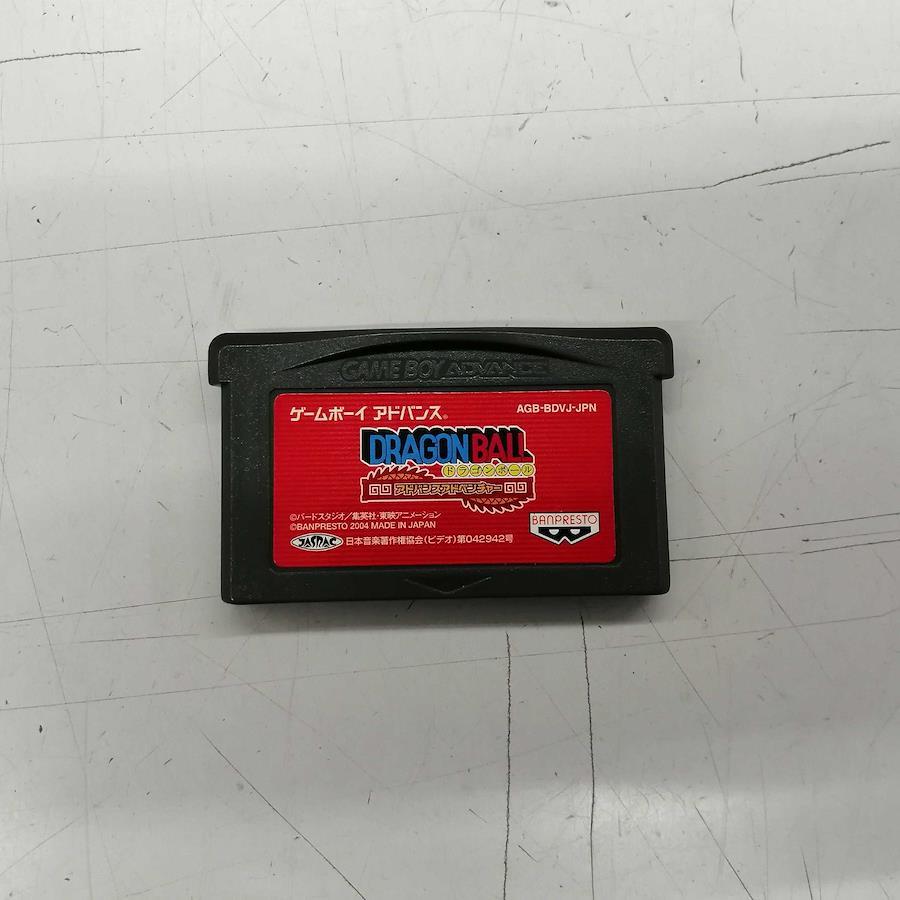 GAME BOY ADVANCE
ゲームボーイ アドバンス® AGB-BDVJ-JPN
DRAGON BALL
ドラゴンボール
アドバンスアドベンチャー
©バードスタジオ/集英社・東映アニメーション
©BANPRESTO 2004 MADE IN JAPAN
BANPRESTO
JASRAC 日本音楽著作権協会(ビデオ)第042942号